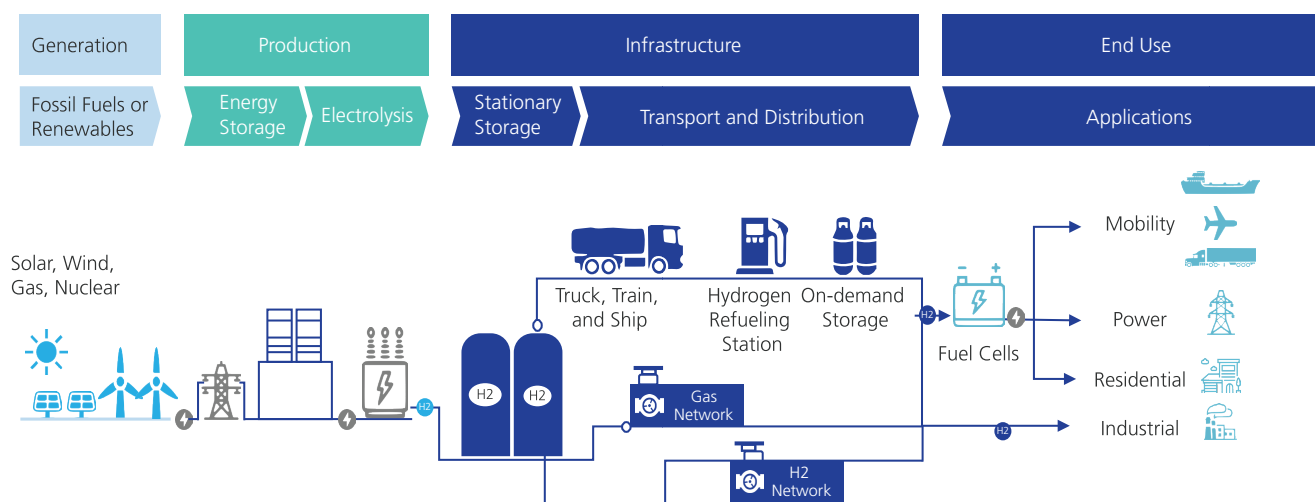 Generation
Production
Infrastructure
End Use
Fossil Fuels or
Renewables
Energy
Storage
Electrolysis
Stationary
Storage
Transport and Distribution
Applications
Solar, Wind,
Gas, Nuclear
Truck, Train,
and Ship
Hydrogen
Refueling
Station
On-demand
Storage
H2
Fuel Cells
Mobility
Power
Residential
Industrial
H2
H2
H2
Gas
Network
H2
H2
Network